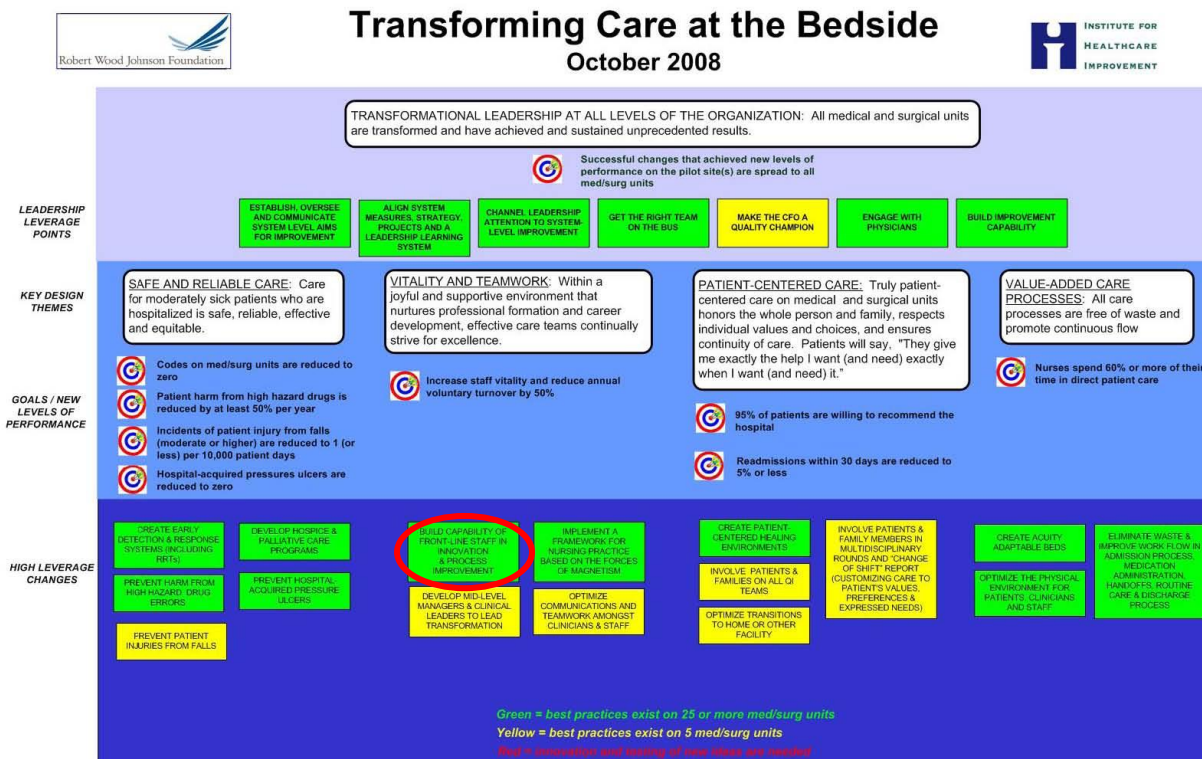 Robert Wood Johnson Foundation
Transforming Care at the Bedside
October 2008
INSTITUTE FOR
HEALTHCARE
IMPROVEMENT
TRANSFORMATIONAL LEADERSHIP AT ALL LEVELS OF THE ORGANIZATION: All medical and surgical units
are transformed and have achieved and sustained unprecedented results.
Successful changes that achieved new levels of
performance on the pilot site(s) are spread to all
med/surg units
LEADERSHIP
LEVERAGE
POINTS
ESTABLISH, OVERSEE
AND COMMUNICATE
SYSTEM LEVEL AIMS
FOR IMPROVEMENT
ALIGN SYSTEM
MEASURES, STRATEGY,
PROJECTS AND A
LEADERSHIP LEARNING
SYSTEM
CHANNEL LEADERSHIP
ATTENTION TO SYSTEM-
LEVEL IMPROVEMENT
GET THE RIGHT TEAM
ON THE BUS
MAKE THE CFO A
QUALITY CHAMPION
ENGAGE WITH
PHYSICIANS
BUILD IMPROVEMENT
CAPABILITY
KEY DESIGN
THEMES
SAFE AND RELIABLE CARE: Care
for moderately sick patients who are
hospitalized is safe, reliable, effective
and equitable.
VITALITY AND TEAMWORK: Within a
joyful and supportive environment that
nurtures professional formation and career
development, effective care teams continually
strive for excellence.
PATIENT-CENTERED CARE: Truly patient-
centered care on medical and surgical units
honors the whole person and family, respects
individual values and choices, and ensures
continuity of care. Patients will say, "They give
me exactly the help I want (and need) exactly
when I want (and need) it."
VALUE-ADDED CARE
PROCESSES: All care
processes are free of waste and
promote continuous flow
GOALS / NEW
LEVELS OF
PERFORMANCE
Codes on med/surg units are reduced to
zero
Patient harm from high hazard drugs is
reduced by at least 50% per year
Incidents of patient injury from falls
(moderate or higher) are reduced to 1 (or
less) per 10,000 patient days
Hospital-acquired pressures ulcers are
reduced to zero
Increase staff vitality and reduce annual
voluntary turnover by 50%
95% of patients are willing to recommend the
hospital
Readmissions within 30 days are reduced to
5% or less
Nurses spend 60% or more of their
time in direct patient care
HIGH LEVERAGE
CHANGES
CREATE EARLY
DETECTION & RESPONSE
SYSTEMS (INCLUDING
RRTs)
DEVELOP HOSPICE &
PALLIATIVE CARE
PROGRAMS
PREVENT HARM FROM
HIGH HAZARD DRUG
ERRORS
PREVENT HOSPITAL-
ACQUIRED PRESSURE
ULCERS
PREVENT PATIENT
INJURIES FROM FALLS
BUILD CAPABILITY OF
FRONT-LINE STAFF IN
INNOVATION
& PROCESS
IMPROVEMENT
IMPLEMENT A
FRAMEWORK FOR
NURSING PRACTICE
BASED ON THE FORCES
OF MAGNETISM
DEVELOP MID-LEVEL
MANAGERS & CLINICAL
LEADERS TO LEAD
TRANSFORMATION
OPTIMIZE
COMMUNICATIONS AND
TEAMWORK AMONGST
CLINICIANS & STAFF
CREATE PATIENT-
CENTERED HEALING
ENVIRONMENTS
INVOLVE PATIENTS &
FAMILIES ON ALL QI
TEAMS
OPTIMIZE TRANSITIONS
TO HOME OR OTHER
FACILITY
INVOLVE PATIENTS &
FAMILY MEMBERS IN
MULTIDISCIPLINARY
ROUNDS AND "CHANGE
OF SHIFT" REPORT
(CUSTOMIZING CARE TO
PATIENT'S VALUES,
PREFERENCES &
EXPRESSED NEEDS)
CREATE ACUITY
ADAPTABLE BEDS
OPTIMIZE THE PHYSICAL
ENVIRONMENT FOR
PATIENTS, CLINICIANS
AND STAFF
ELIMINATE WASTE &
IMPROVE WORK FLOW IN
ADMISSION PROCESS,
MEDICATION
ADMINISTRATION,
HANDOFFS, ROUTINE
CARE & DISCHARGE
PROCESS
Green = best practices exist on 25 or more med/surg units
Yellow = best practices exist on 5 med/surg units
Red = innovation and testing of new ideas are needed